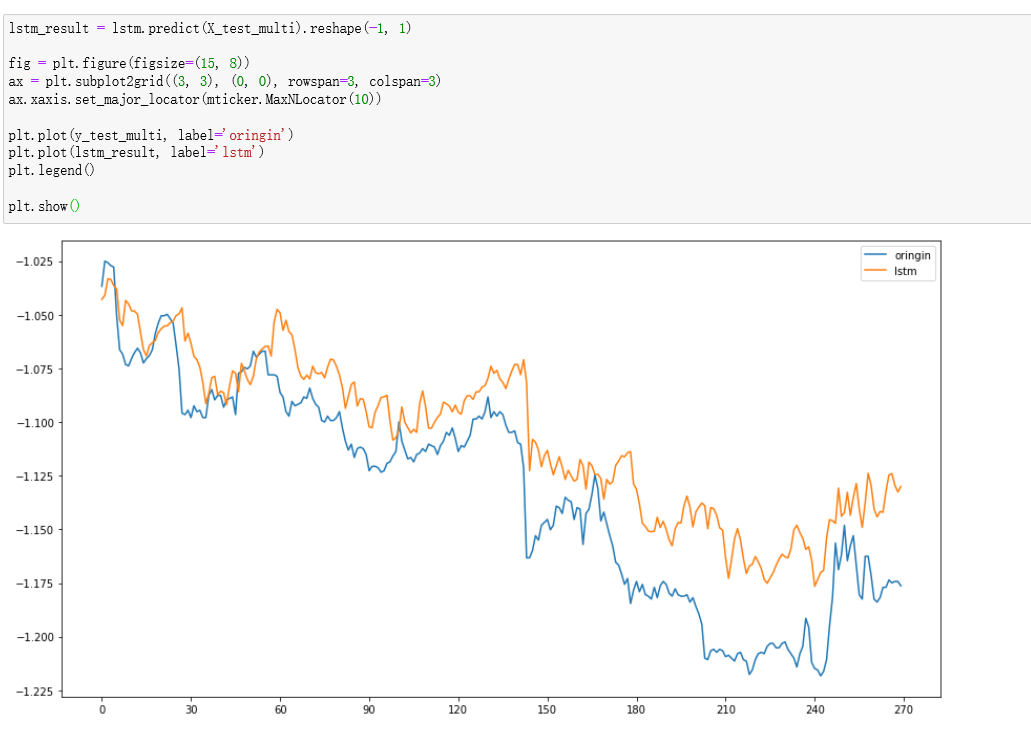 lstm_result = lstm.predict(X_test_multi).reshape(-1, 1)
fig = plt.figure(figsize=(15, 8))
ax = plt.subplot2grid((3, 3), (0, 0), rowspan=3, colspan=3)
ax.xaxis.set_major_locator(mticker.MaxNLocator(10))
plt.plot(y_test_multi, label='oringin')
plt.plot(lstm_result, label='lstm')
plt.legend()
plt.show()
oringin
lstm
−1.025
−1.050
−1.075
−1.100
−1.125
−1.150
−1.175
−1.200
−1.225
0 30 60 90 120 150 180 210 240 270